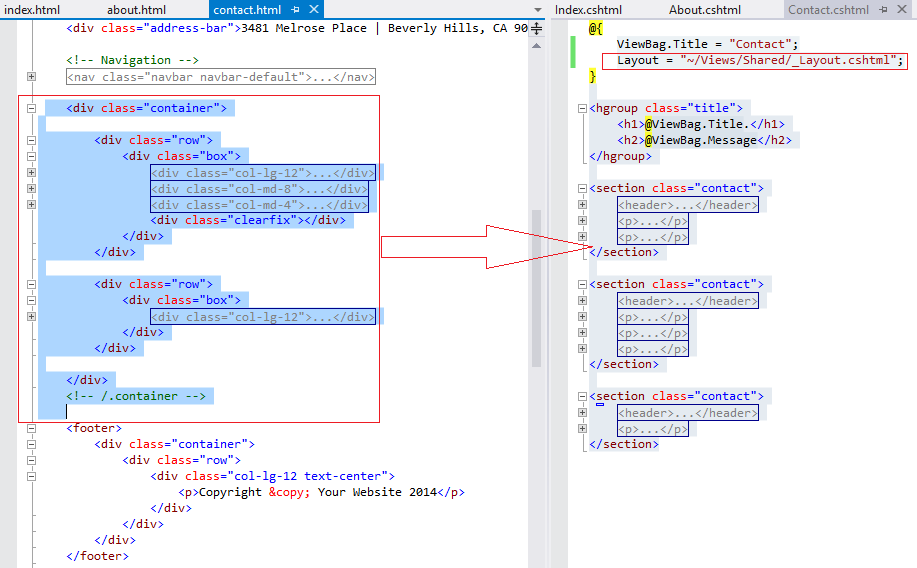 index.html about.html contact.html
<div class="address-bar">3481 Melrose Place | Beverly Hills, CA 90
<!-- Navigation -->
<nav class="navbar navbar-default">...</nav>
<div class="container">
<div class="row">
<div class="box">
<div class="col-lg-12">...</div>
<div class="col-md-8">...</div>
<div class="col-md-4">...</div>
<div class="clearfix"></div>
</div>
</div>
<div class="row">
<div class="box">
<div class="col-lg-12">...</div>
</div>
</div>
</div>
<!-- /.container -->
<footer>
<div class="container">
<div class="row">
<div class="col-lg-12 text-center">
<p>Copyright &copy; Your Website 2014</p>
</div>
</div>
</div>
</footer>
Index.cshtml About.cshtml Contact.cshtml
@{
ViewBag.Title = "Contact";
Layout = "~/Views/Shared/_Layout.cshtml";
}
<hgroup class="title">
<h1>@ViewBag.Title.</h1>
<h2>@ViewBag.Message</h2>
</hgroup>
<section class="contact">
<header>...</header>
<p>...</p>
<p>...</p>
</section>
<section class="contact">
<header>...</header>
<p>...</p>
<p>...</p>
<p>...</p>
</section>
<section class="contact">
<header>...</header>
<p>...</p>
</section>